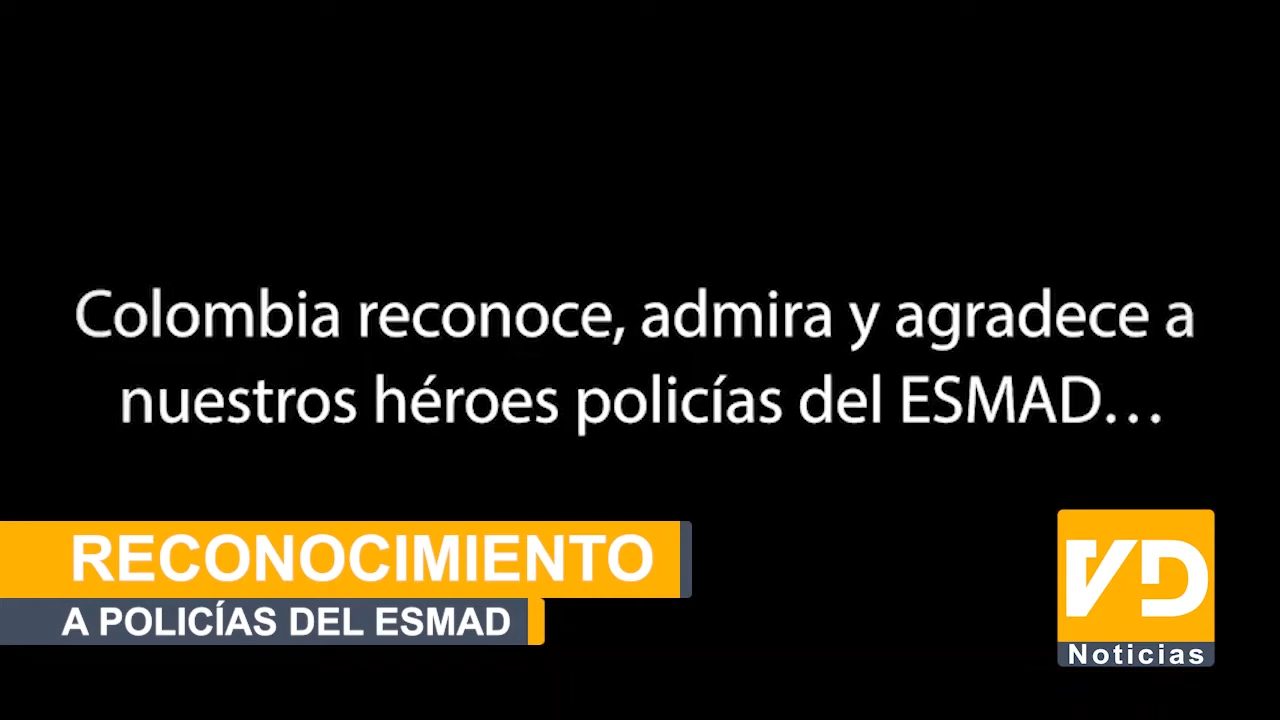 Colombia reconoce, admira y agradece a
nuestros héroes policías del ESMAD...
RECONOCIMIENTO
A POLICÍAS DEL ESMAD
VD
Noticias